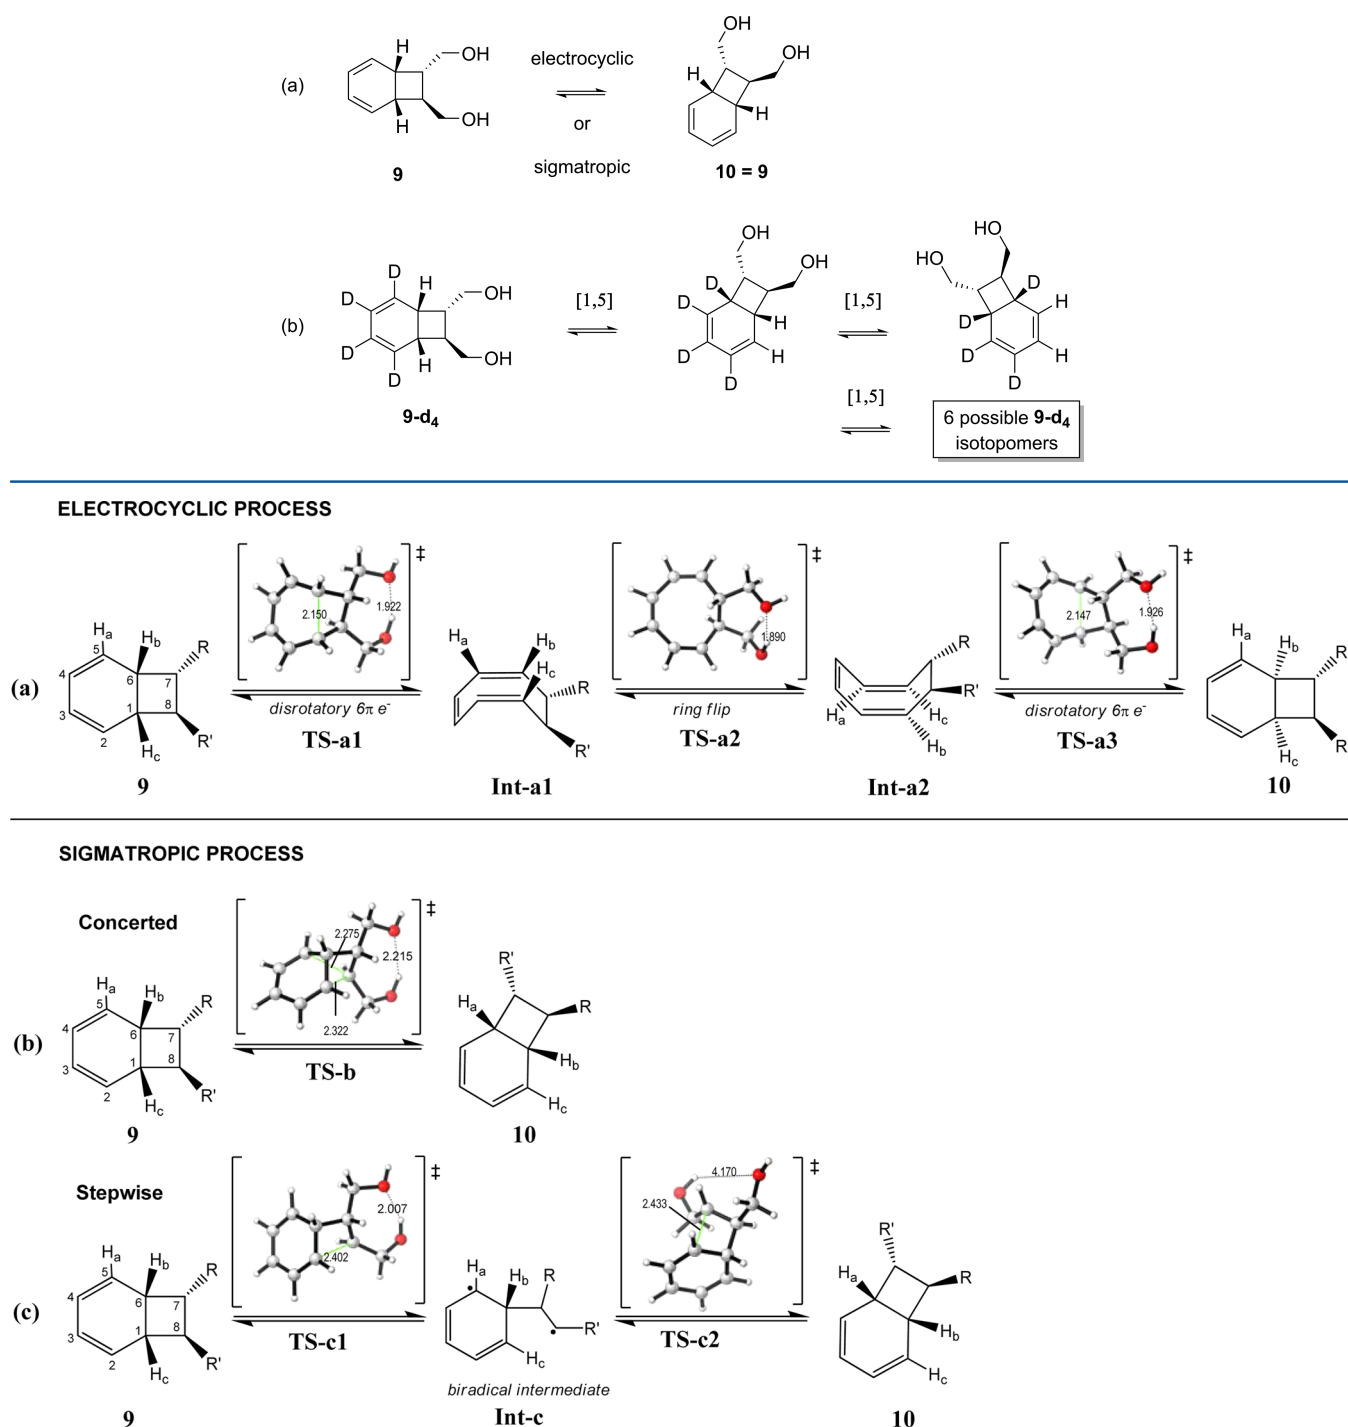 (a)
H
OH
H
OH
9
electrocyclic
or
sigmatropic
OH
OH
H
H
10 = 9
(b)
D
D
H
OH
D
D
H
OH
9-d4
[1,5]
OH
OH
D
D
H
D
H
D
[1,5]
[1,5]
HO
HO
D
H
D
D
H
D
6 possible 9-d4
isotopomers
ELECTROCYCLIC PROCESS
(a)
Ha
Hb
R
5
4
6
7
3
1
8
2
R'
Hc
9
‡
2.150
1.922
disrotatory 6π e-
TS-a1
Ha
Hb
Hc
R
R'
Int-a1
‡
1.890
ring flip
TS-a2
R
R'
Ha
Hc
Hb
Int-a2
‡
2.147
1.926
disrotatory 6π e-
TS-a3
Ha
Hb
R
R
Hc
10
SIGMATROPIC PROCESS
Concerted
(b)
Ha
Hb
R
5
4
6
7
3
1
8
2
R'
Hc
9
‡
2.275
2.215
2.322
TS-b
R'
Ha
R
Hb
Hc
10
Stepwise
(c)
Ha
Hb
R
5
4
6
7
3
1
8
2
R'
Hc
9
‡
2.007
2.402
TS-c1
Ha
Hb
R
R'
Hc
biradical intermediate
Int-c
‡
4.170
2.433
TS-c2
R'
Ha
R
Hb
Hc
10